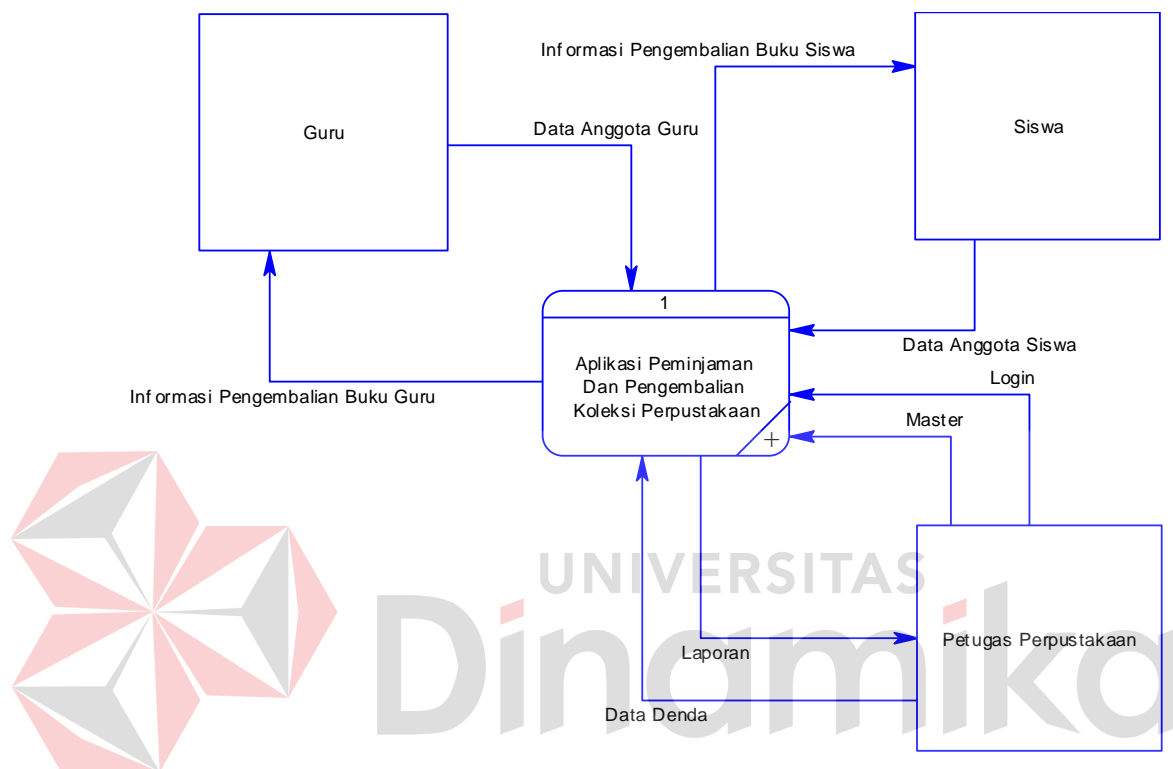 Informasi Pengembalian Buku Siswa
Guru
Data Anggota Guru
Siswa
1
Aplikasi Peminjaman
Dan Pengembalian
Koleksi Perpustakaan
+
Data Anggota Siswa
Informasi Pengembalian Buku Guru
Login
Master
UNIVERSITAS
Dinamika
Petugas Perpustakaan
Laporan
Data Denda